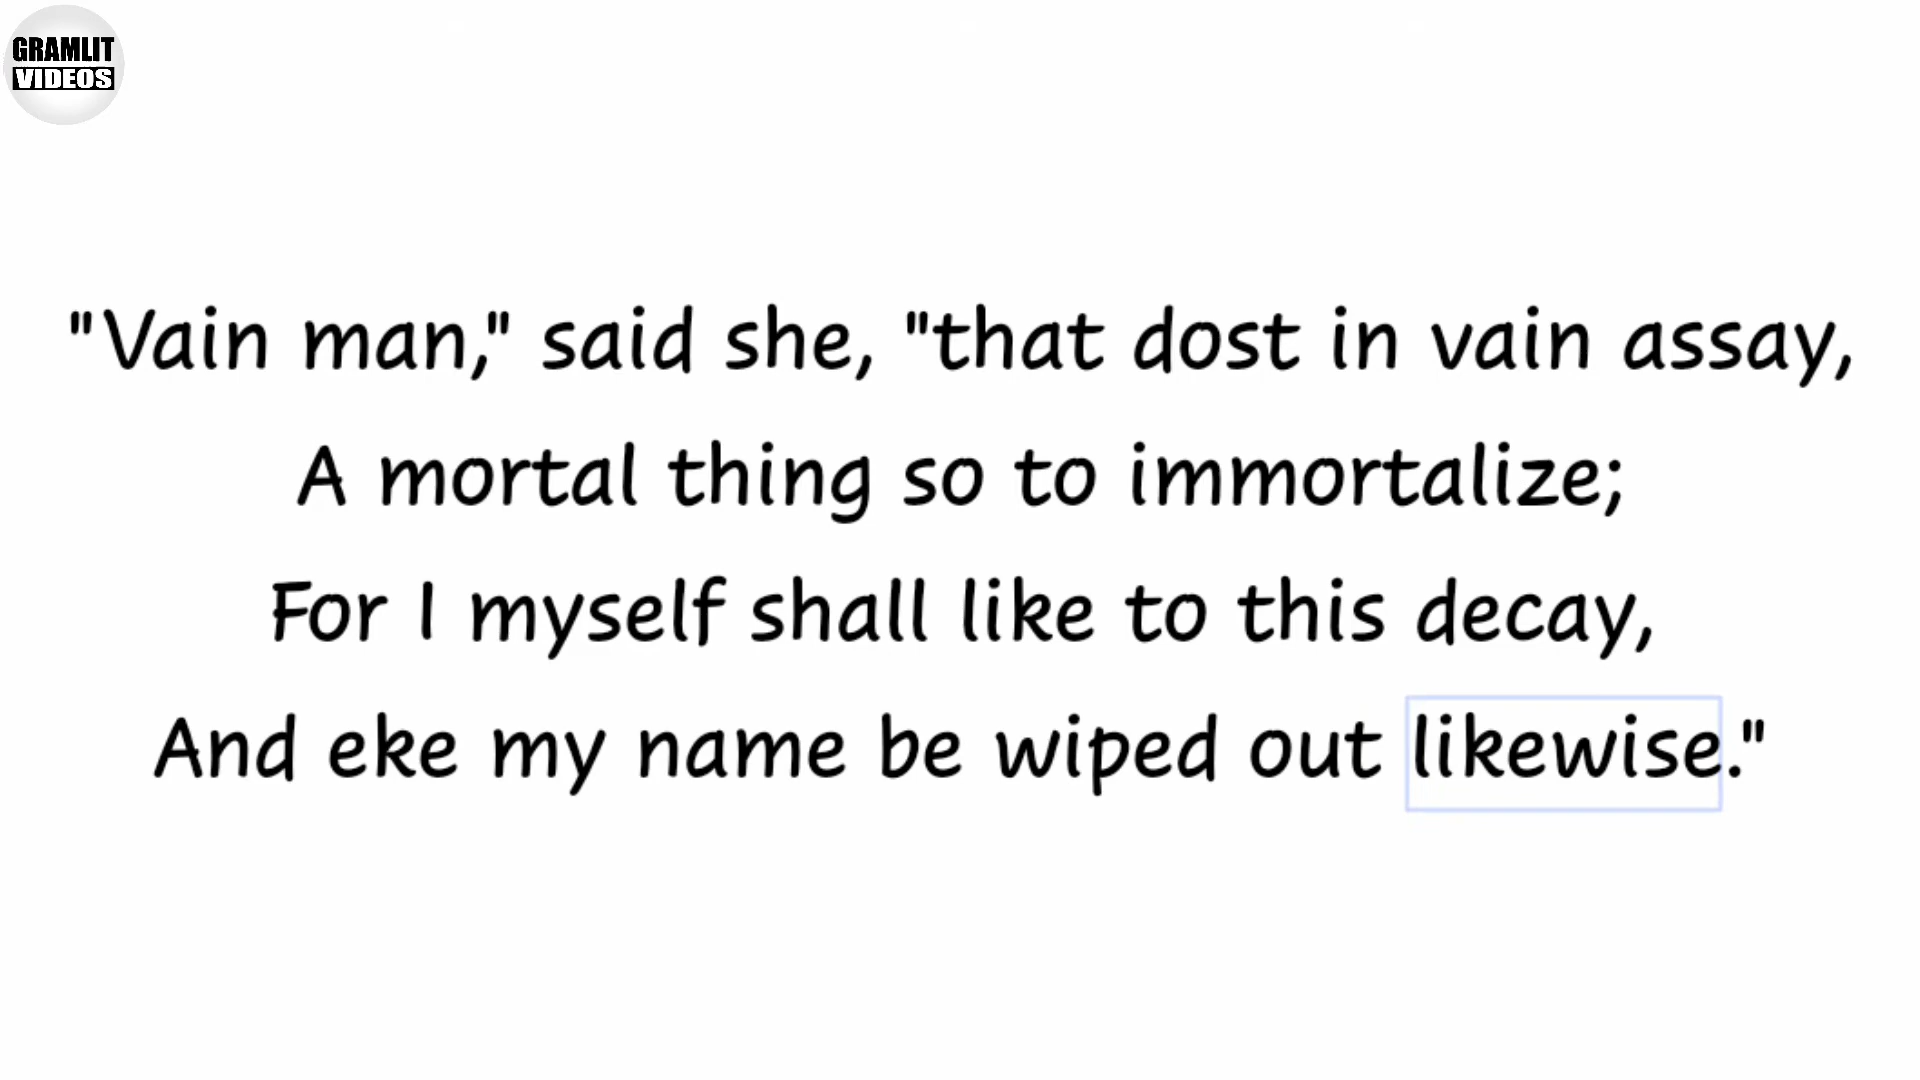 GRAMLIT
VIDEOS
"Vain man," said she, "that dost in vain assay,
A mortal thing so to immortalize;
For I myself shall like to this decay,
And eke my name be wiped out likewise."